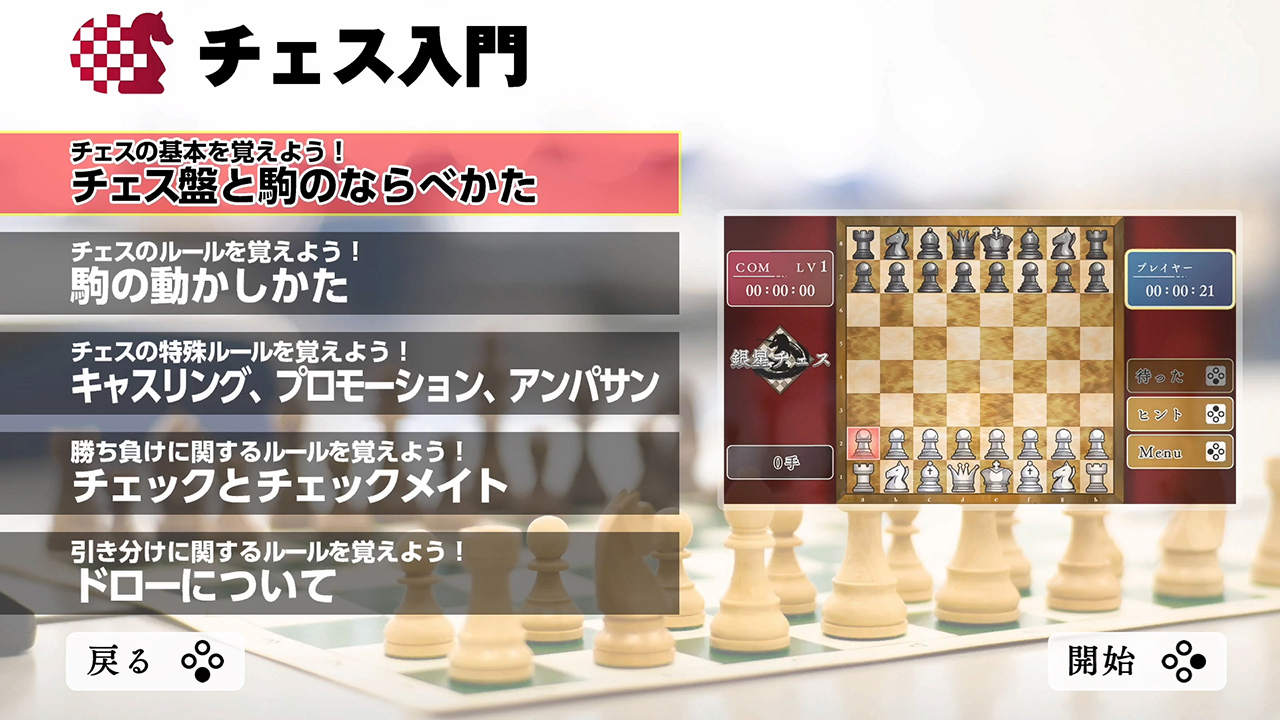 チェス入門
チェスの基本を覚えよう！
チェス盤と駒のならべかた
チェスのルールを覚えよう！
駒の動かしかた
チェスの特殊ルールを覚えよう！
キャスリング、プロモーション、アンパサン
勝ち負けに関するルールを覚えよう！
チェックとチェックメイト
引き分けに関するルールを覚えよう！
ドローについて
COM LV1
00:00:00
銀星チェス
0手
プレイヤー
00:00:21
待った
ヒント
Menu
8
7
6
5
4
3
2
1
a b c d e f g h
戻る
開始